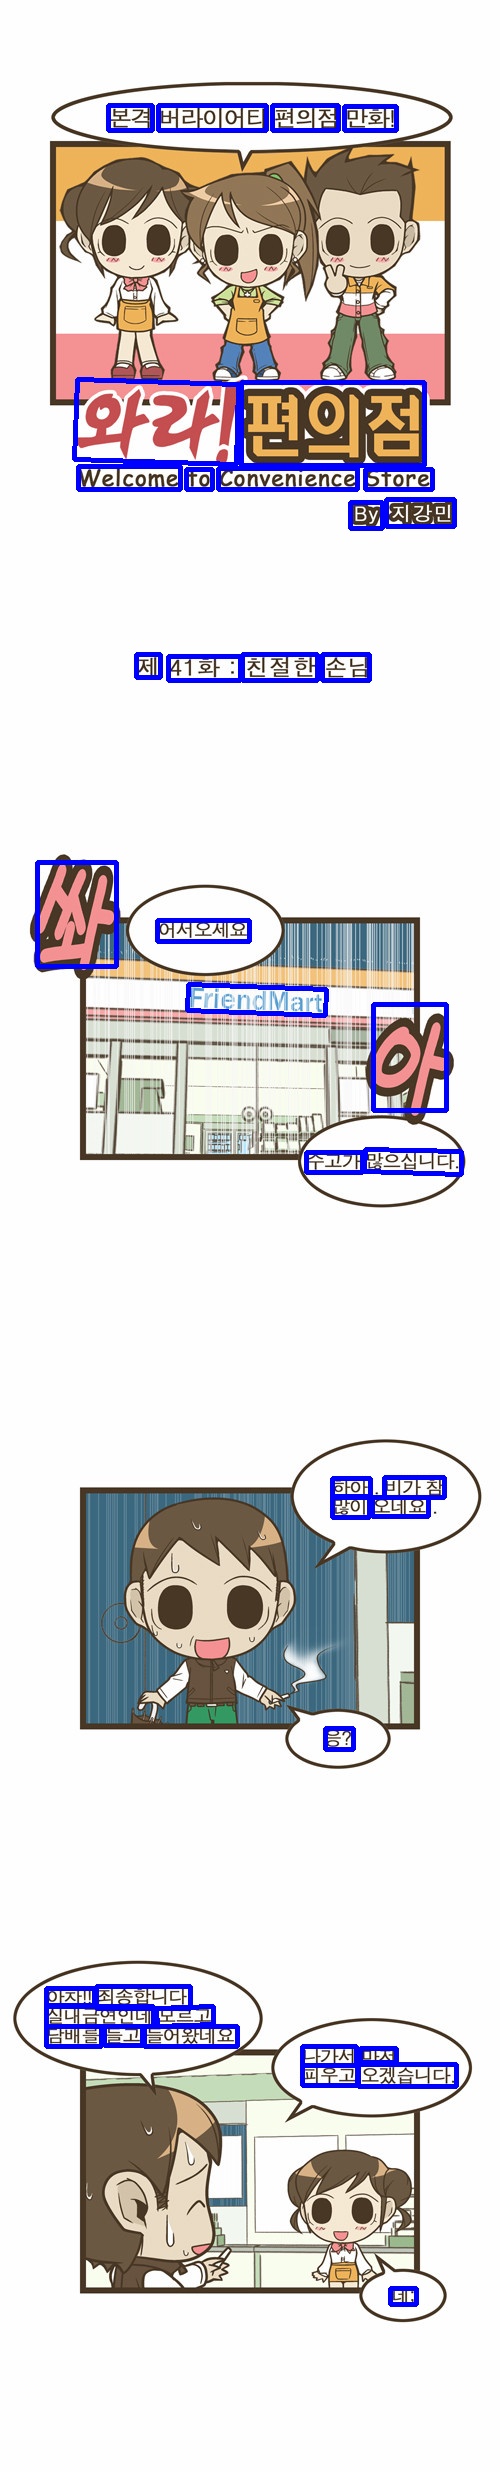 본격 버라이어티 편의점 만화!
와라! 편의점
Welcome to Convenience Store
By 지강민
제 41화 : 친절한 손님
쏴
어서오세요
FriendMart
아
수고가 많으십니다.
하아.. 비가 참
많이 오네요..
응?
아차!! 죄송합니다
실내금연인데 모르고
담배를 들고 들어왔네요
나가서 마저
피우고 오겠습니다.